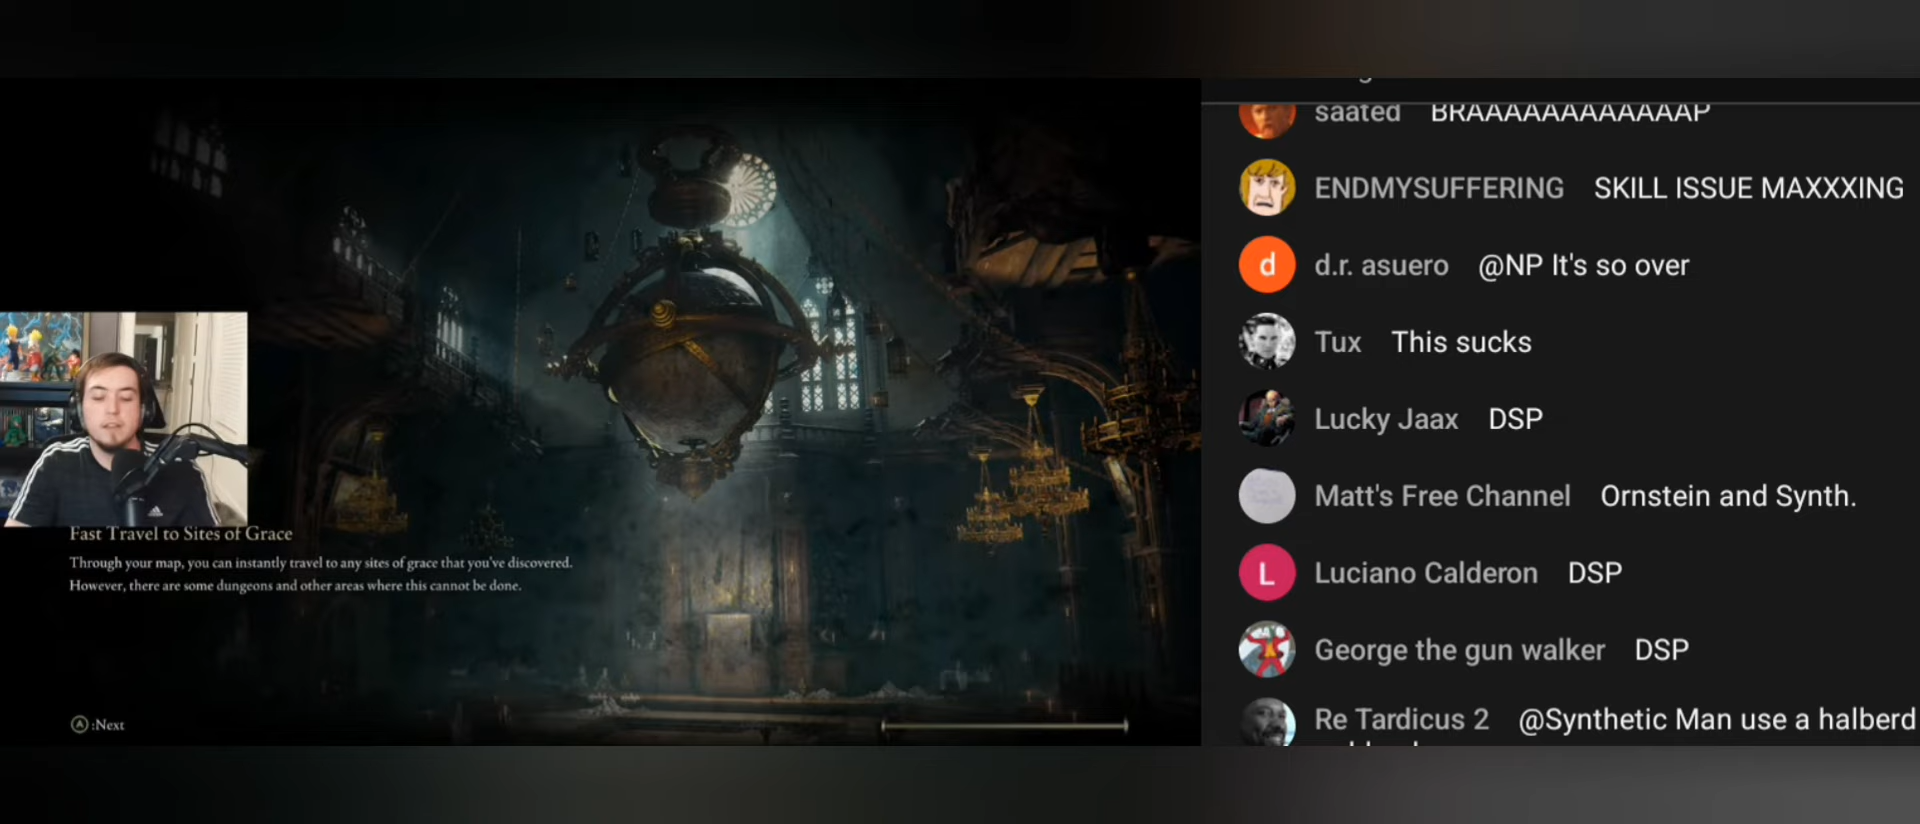 saated BRAAAAAAAAAAAAP
ENDMYSUFFERING SKILL ISSUE MAXXXING
d d.r. asuero @NP It's so over
Tux This sucks
Lucky Jaax DSP
Matt's Free Channel Ornstein and Synth.
L Luciano Calderon DSP
George the gun walker DSP
Re Tardicus 2 @Synthetic Man use a halberd
Fast Travel to Sites of Grace
Through your map, you can instantly travel to any sites of grace that you've discovered.
However, there are some dungeons and other areas where this cannot be done.
A :Next